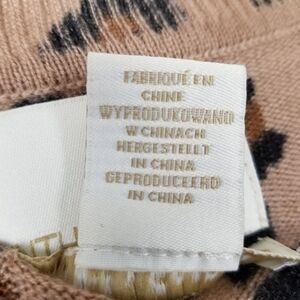 FABRIQUÉ EN
CHINE
WYPRODUKOWANO
W CHINACH
HERGESTELLT
IN CHINA
GEPRODUCEERD
IN CHINA